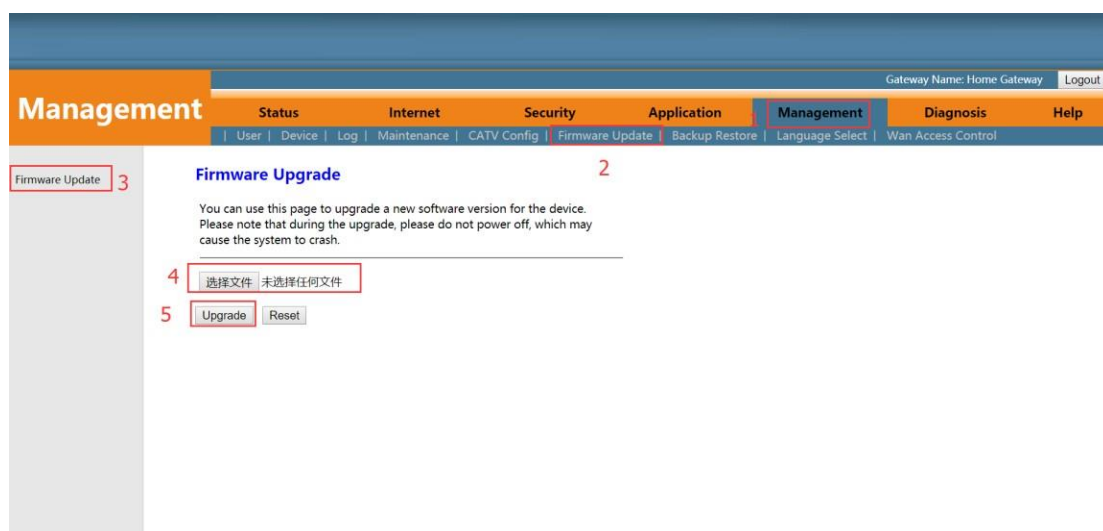 Gateway Name: Home Gateway Logout
Management
Status Internet Security Application 1 Management Diagnosis Help
| User | Device | Log | Maintenance | CATV Config | Firmware Update | Backup Restore | Language Select | Wan Access Control
2
Firmware Update 3
Firmware Upgrade
You can use this page to upgrade a new software version for the device.
Please note that during the upgrade, please do not power off, which may
cause the system to crash.
4 选择文件 未选择任何文件
5 Upgrade Reset